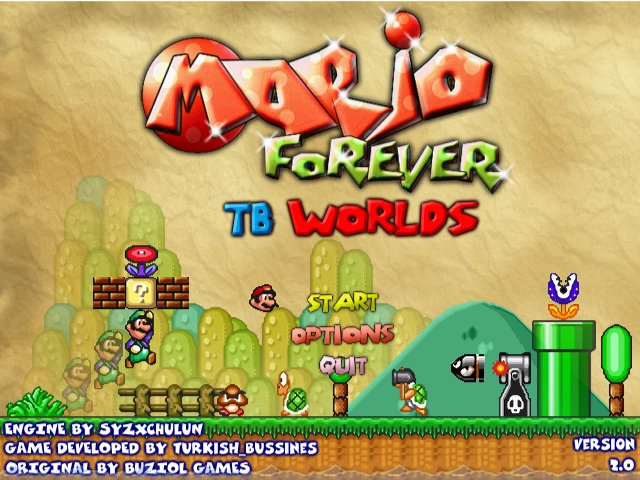 MARIO
FOREVER
TB WORLDS
?
START
OPTIONS
QUIT
ENGINE BY SYZXCHULUN
GAME DEVELOPED BY TURKISH_BUSSINES
ORIGINAL BY BUZIOL GAMES
VERSION
2.0